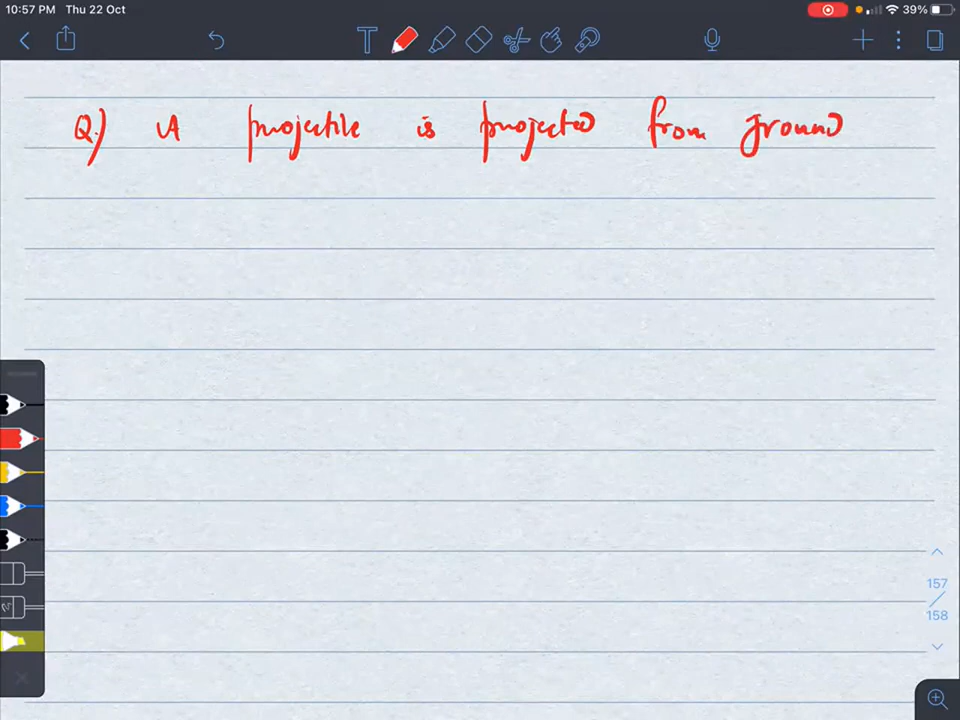 10:57 PM Thu 22 Oct
39%
T
Q.) A projectile is projected from ground
157
158